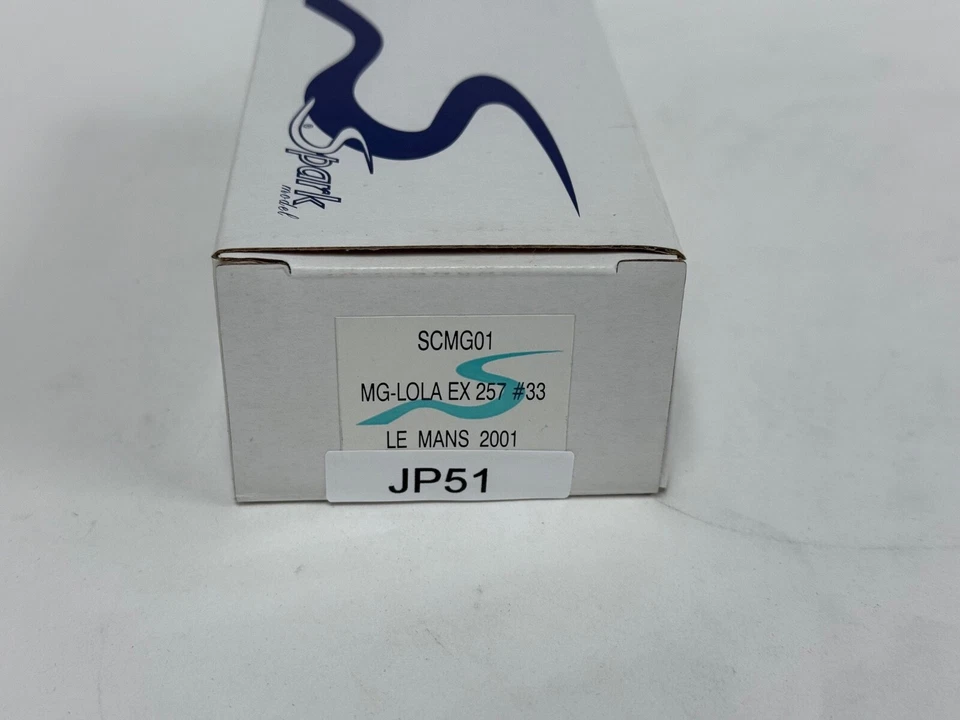 Spark
model
SCMG01
MG-LOLA EX 257 #33
LE MANS 2001
JP51